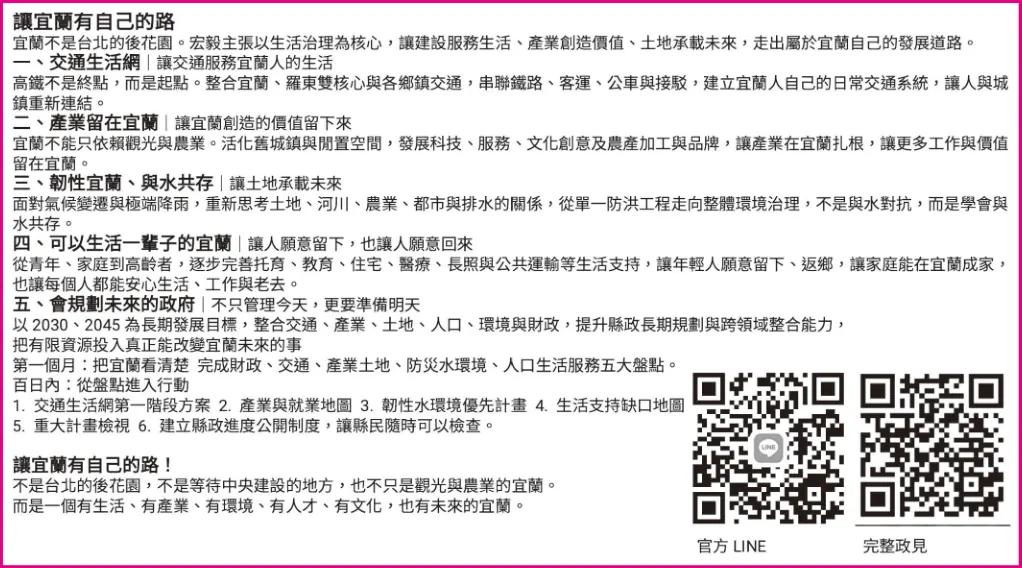 讓宜蘭有自己的路
宜蘭不是台北的後花園。宏毅主張以生活治理為核心，讓建設服務生活、產業創造價值、土地承載未來，走出屬於宜蘭自己的發展道路。
一、交通生活網｜讓交通服務宜蘭人的生活
高鐵不是終點，而是起點。整合宜蘭、羅東雙核心與各鄉鎮交通，串聯鐵路、客運、公車與接駁，建立宜蘭人自己的日常交通系統，讓人與城
鎮重新連結。
二、產業留在宜蘭｜讓宜蘭創造的價值留下來
宜蘭不能只依賴觀光與農業。活化舊城鎮與閒置空間，發展科技、服務、文化創意及農產加工與品牌，讓產業在宜蘭扎根，讓更多工作與價值
留在宜蘭。
三、韌性宜蘭、與水共存｜讓土地承載未來
面對氣候變遷與極端降雨，重新思考土地、河川、農業、都市與排水的關係，從單一防洪工程走向整體環境治理，不是與水對抗，而是學會與
水共存。
四、可以生活一輩子的宜蘭｜讓人願意留下，也讓人願意回來
從青年、家庭到高齡者，逐步完善托育、教育、住宅、醫療、長照與公共運輸等生活支持，讓年輕人願意留下、返鄉，讓家庭能在宜蘭成家，
也讓每個人都能安心生活、工作與老去。
五、會規劃未來的政府｜不只管理今天，更要準備明天
以 2030、2045 為長期發展目標，整合交通、產業、土地、人口、環境與財政，提升縣政長期規劃與跨領域整合能力，
把有限資源投入真正能改變宜蘭未來的事
第一個月：把宜蘭看清楚 完成財政、交通、產業土地、防災水環境、人口生活服務五大盤點。
百日內：從盤點進入行動
1. 交通生活網第一階段方案 2. 產業與就業地圖 3. 韌性水環境優先計畫 4. 生活支持缺口地圖
5. 重大計畫檢視 6. 建立縣政進度公開制度，讓縣民隨時可以檢查。
讓宜蘭有自己的路！
不是台北的後花園，不是等待中央建設的地方，也不只是觀光與農業的宜蘭。
而是一個有生活、有產業、有環境、有人才、有文化，也有未來的宜蘭。
LINE
官方 LINE
完整政見